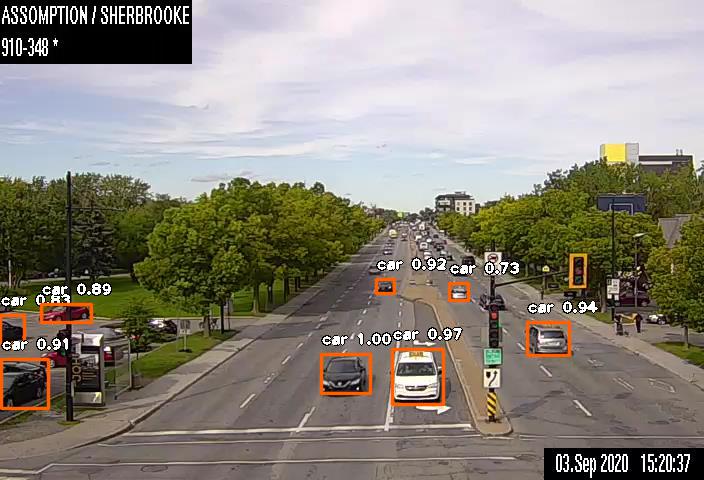 ASSOMPTION / SHERBROOKE
910-348 *
car 0.92
car 0.73
car 0.89
car 0.83
car 0.94
car 1.00
car 0.97
car 0.91
03.Sep 2020 15:20:37